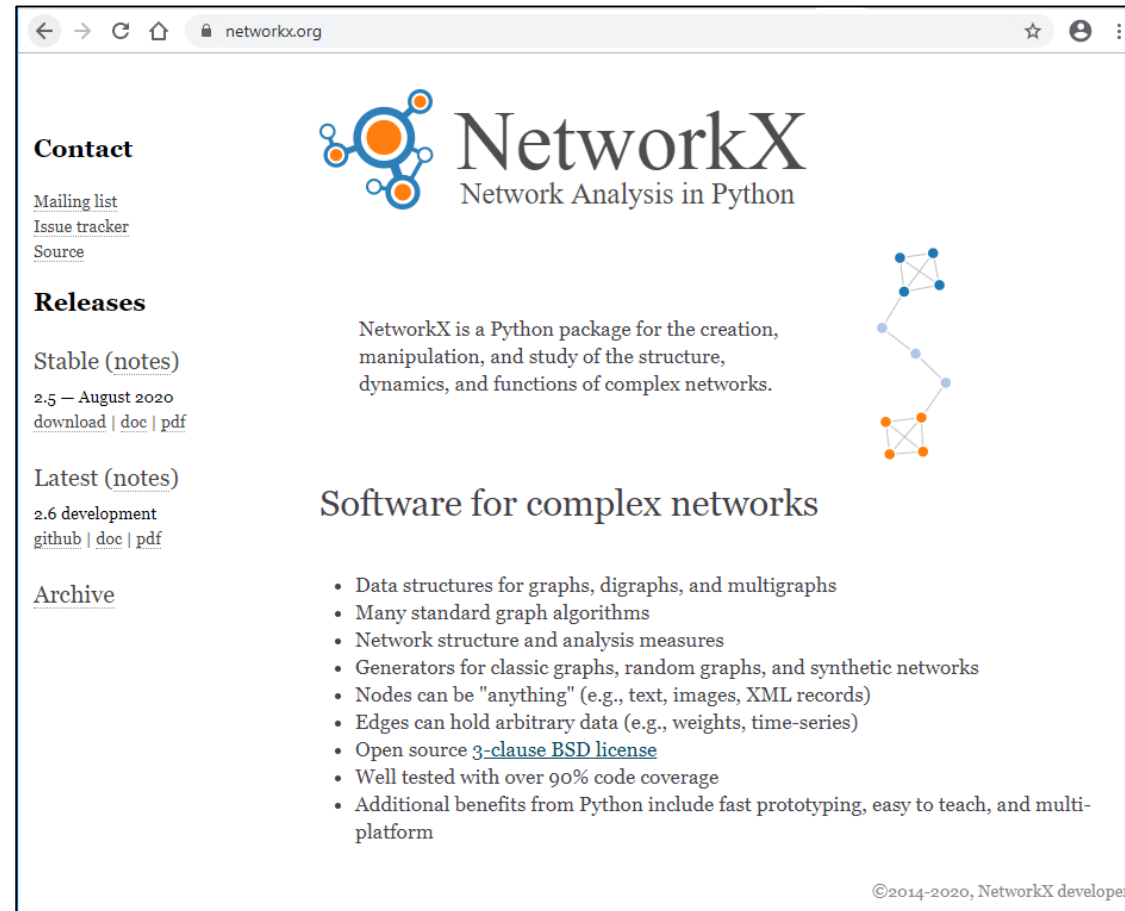 networkx.org
NetworkX
Network Analysis in Python
Contact
Mailing list
Issue tracker
Source
Releases
Stable (notes)
2.5 — August 2020
download | doc | pdf
Latest (notes)
2.6 development
github | doc | pdf
Archive
NetworkX is a Python package for the creation,
manipulation, and study of the structure,
dynamics, and functions of complex networks.
Software for complex networks
• Data structures for graphs, digraphs, and multigraphs
• Many standard graph algorithms
• Network structure and analysis measures
• Generators for classic graphs, random graphs, and synthetic networks
• Nodes can be "anything" (e.g., text, images, XML records)
• Edges can hold arbitrary data (e.g., weights, time-series)
• Open source 3-clause BSD license
• Well tested with over 90% code coverage
• Additional benefits from Python include fast prototyping, easy to teach, and multi-
platform
©2014-2020, NetworkX develope